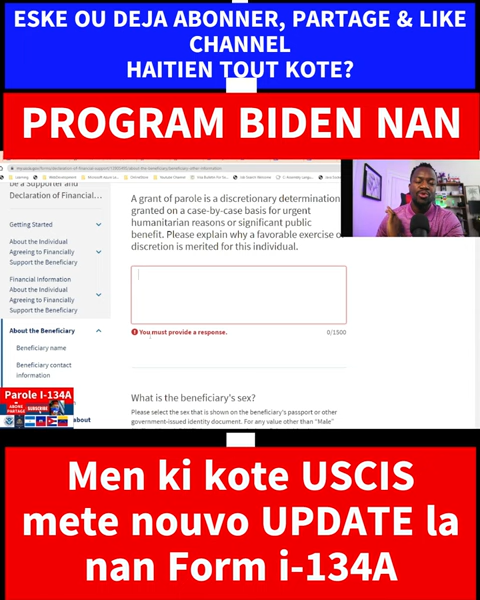 ESKE OU DEJA ABONNER, PARTAGE & LIKE
CHANNEL
HAITIEN TOUT KOTE?
PROGRAM BIDEN NAN
Be a Supporter and
Declaration of Financial...
Getting Started
About the Individual
Agreeing to Financially
Support the Beneficiary
Financial Information
About the Individual
Agreeing to Financially
Support the Beneficiary
About the Beneficiary
Beneficiary name
Beneficiary contact
information
about
A grant of parole is a discretionary determination
granted on a case-by-case basis for urgent
humanitarian reasons or significant public
benefit. Please explain why a favorable exercise o
discretion is merited for this individual.
You must provide a response.
0/1500
What is the beneficiary's sex?
Please select the sex that is shown on the beneficiary's passport or other
government-issued identity document. For any value other than "Male"
Parole I-134A
ABONE
PARTAGE
SUBSCRIBE
Men ki kote USCIS
mete nouvo UPDATE la
nan Form i-134A